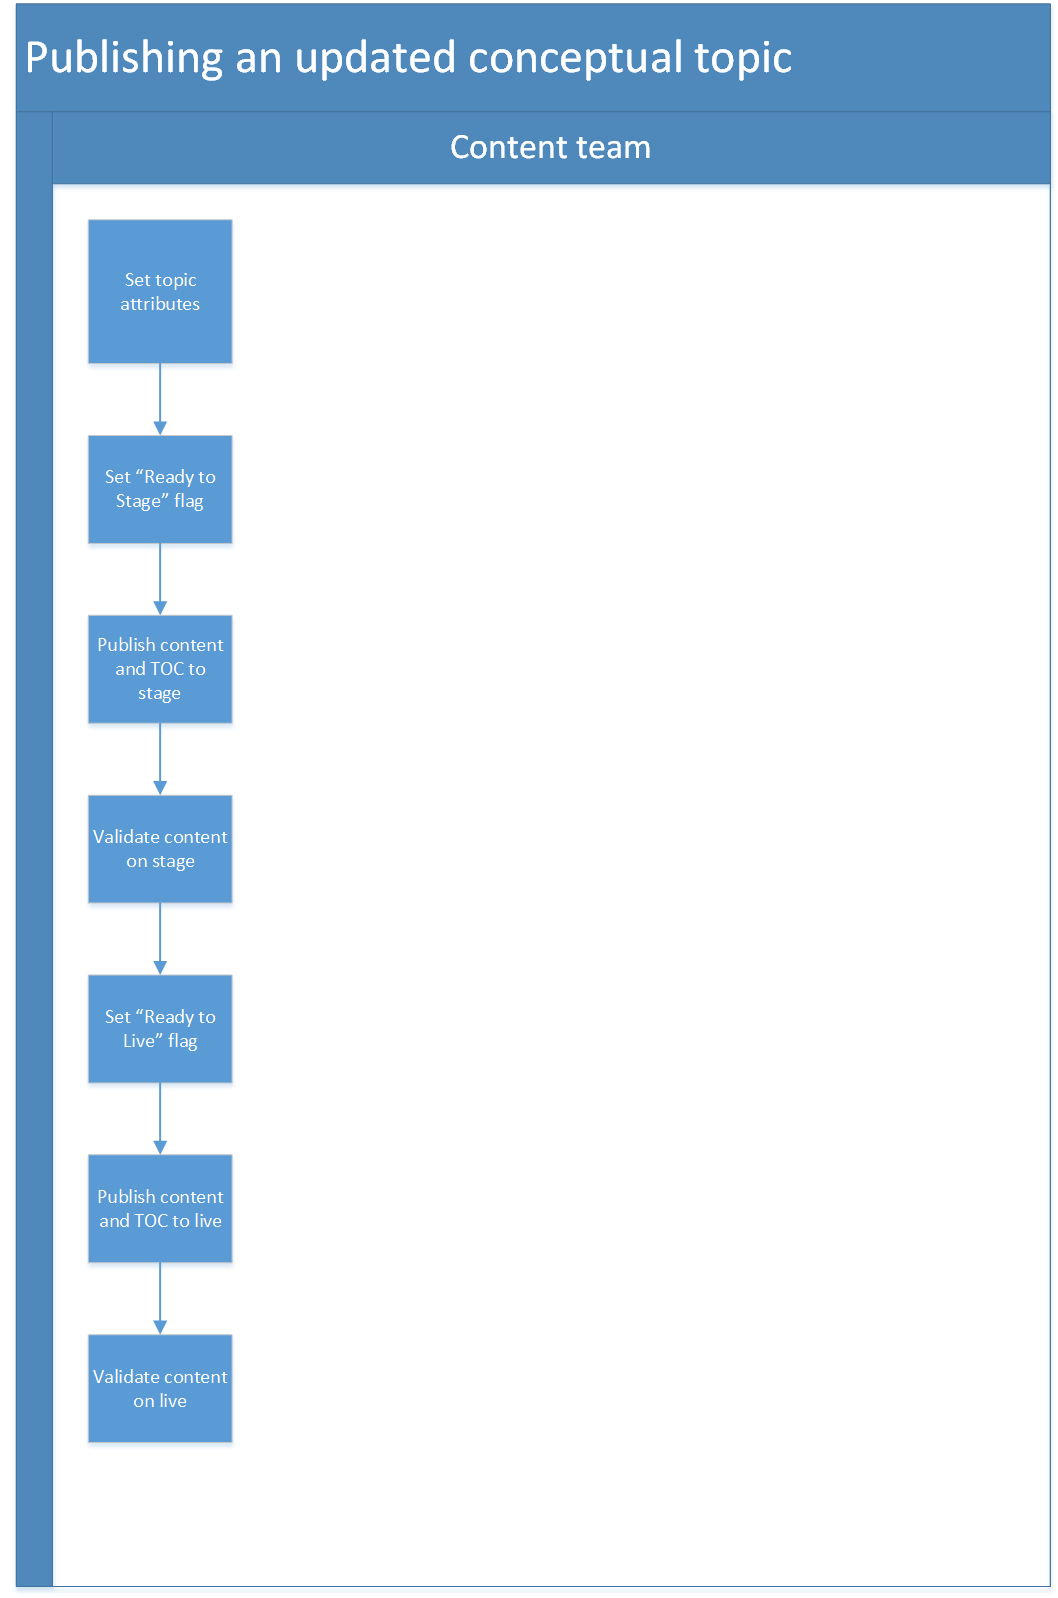 Publishing an updated conceptual topic
Content team
Set topic
attributes
Set “Ready to
Stage” flag
Publish content
and TOC to
stage
Validate content
on stage
Set “Ready to
Live” flag
Publish content
and TOC to live
Validate content
on live